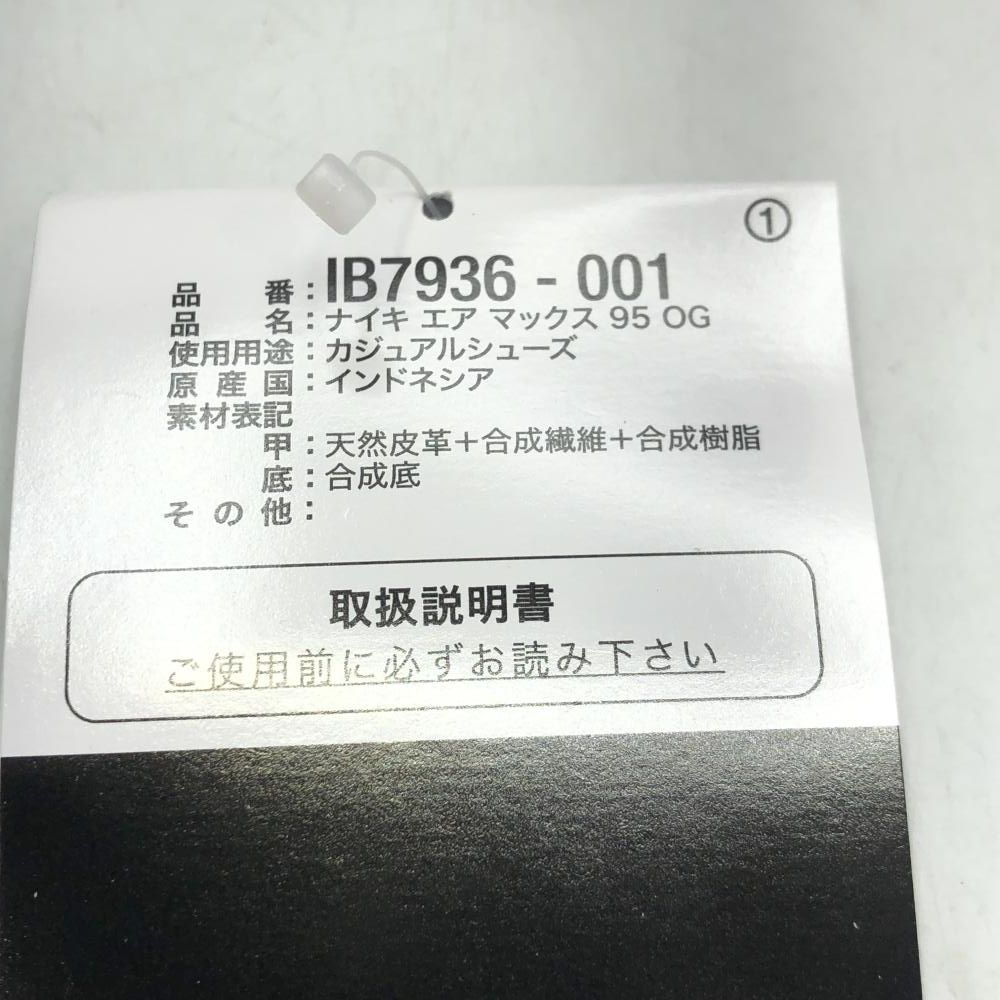 ①
品番：IB7936 - 001
品名：ナイキ エア マックス 95 OG
使用用途：カジュアルシューズ
原産国：インドネシア
素材表記
甲：天然皮革＋合成繊維＋合成樹脂
底：合成底
その他：
取扱説明書
ご使用前に必ずお読み下さい